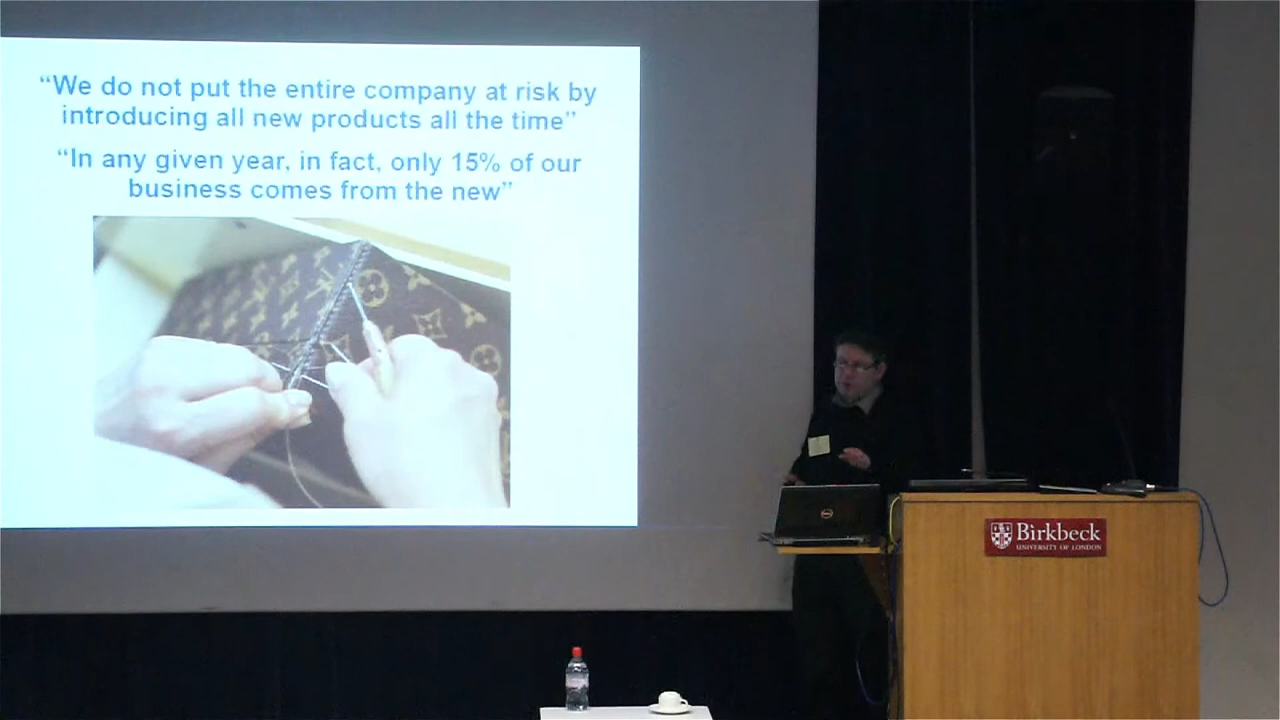 “We do not put the entire company at risk by
introducing all new products all the time”
“In any given year, in fact, only 15% of our
business comes from the new”
Birkbeck
UNIVERSITY OF LONDON
DELL